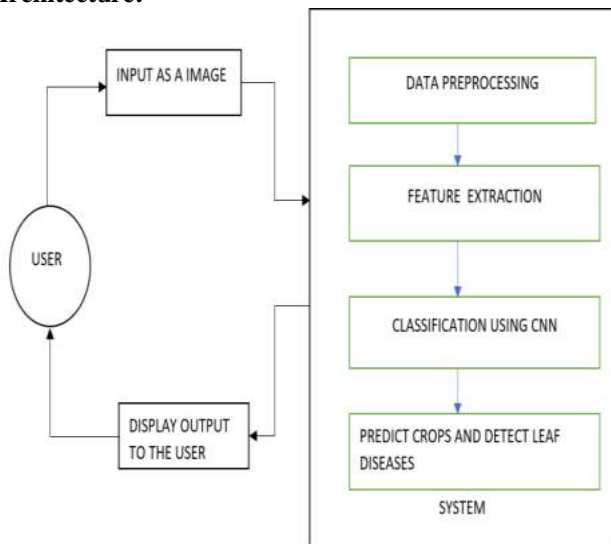 Architecture:
INPUT AS A IMAGE
USER
DISPLAY OUTPUT
TO THE USER
DATA PREPROCESSING
FEATURE EXTRACTION
CLASSIFICATION USING CNN
PREDICT CROPS AND DETECT LEAF
DISEASES
SYSTEM